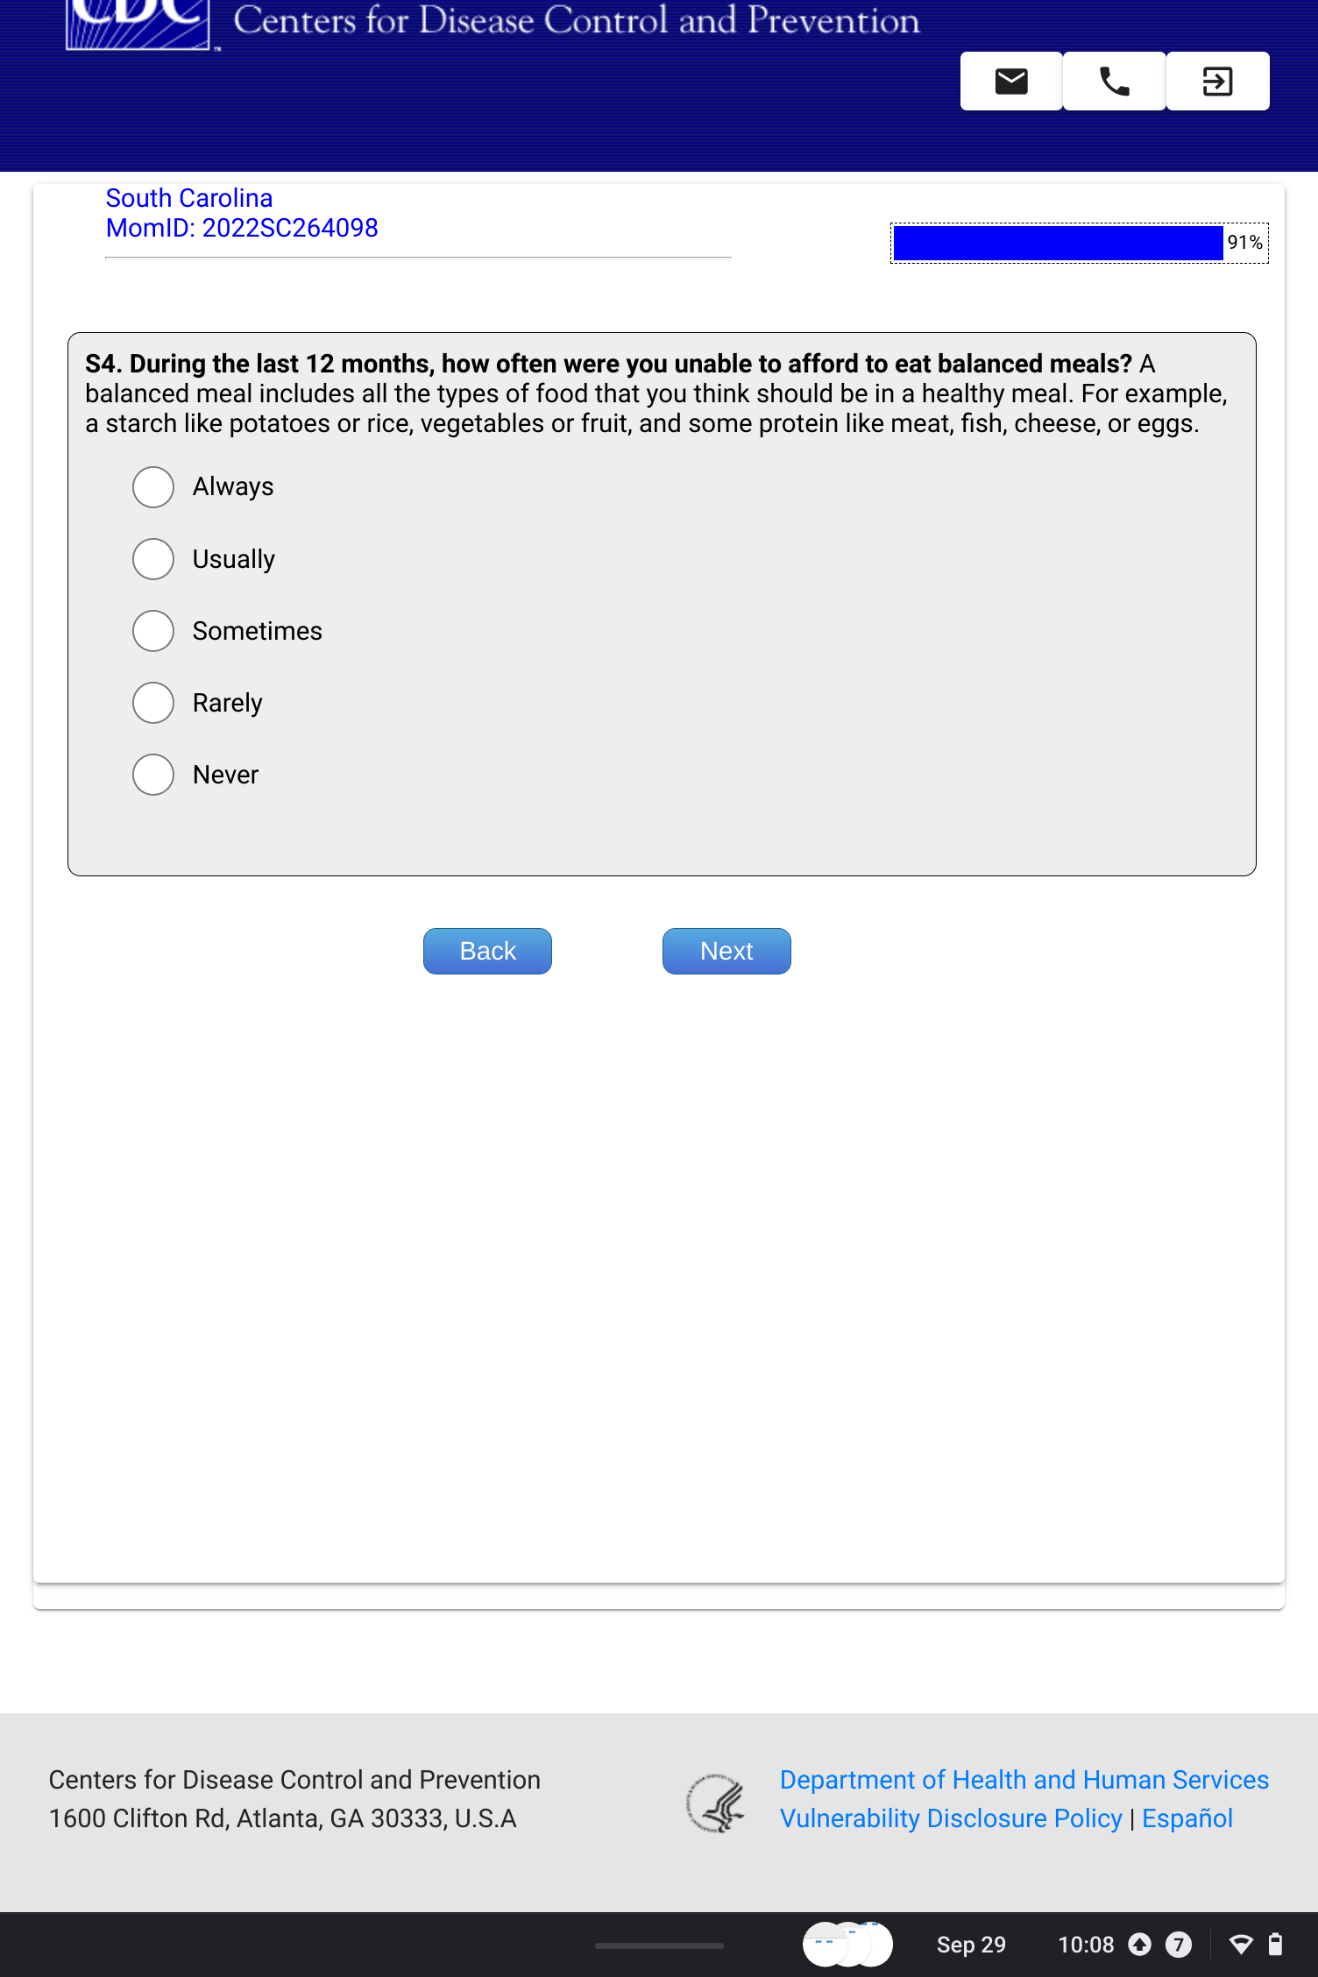 CDC
Centers for Disease Control and Prevention
South Carolina
MomID: 2022SC264098
91%
S4. During the last 12 months, how often were you unable to afford to eat balanced meals? A
balanced meal includes all the types of food that you think should be in a healthy meal. For example,
a starch like potatoes or rice, vegetables or fruit, and some protein like meat, fish, cheese, or eggs.
Always
Usually
Sometimes
Rarely
Never
Back
Next
Centers for Disease Control and Prevention
1600 Clifton Rd, Atlanta, GA 30333, U.S.A
Department of Health and Human Services
Vulnerability Disclosure Policy | Español
Sep 29
10:08
7